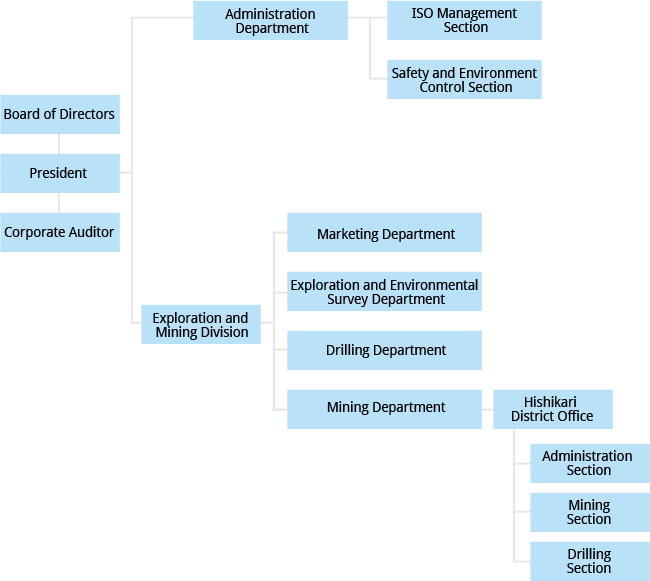 Administration
Department
ISO Management
Section
Safety and Environment
Control Section
Board of Directors
President
Corporate Auditor
Marketing Department
Exploration and Environmental
Survey Department
Exploration and
Mining Division
Drilling Department
Mining Department
Hishikari
District Office
Administration
Section
Mining
Section
Drilling
Section